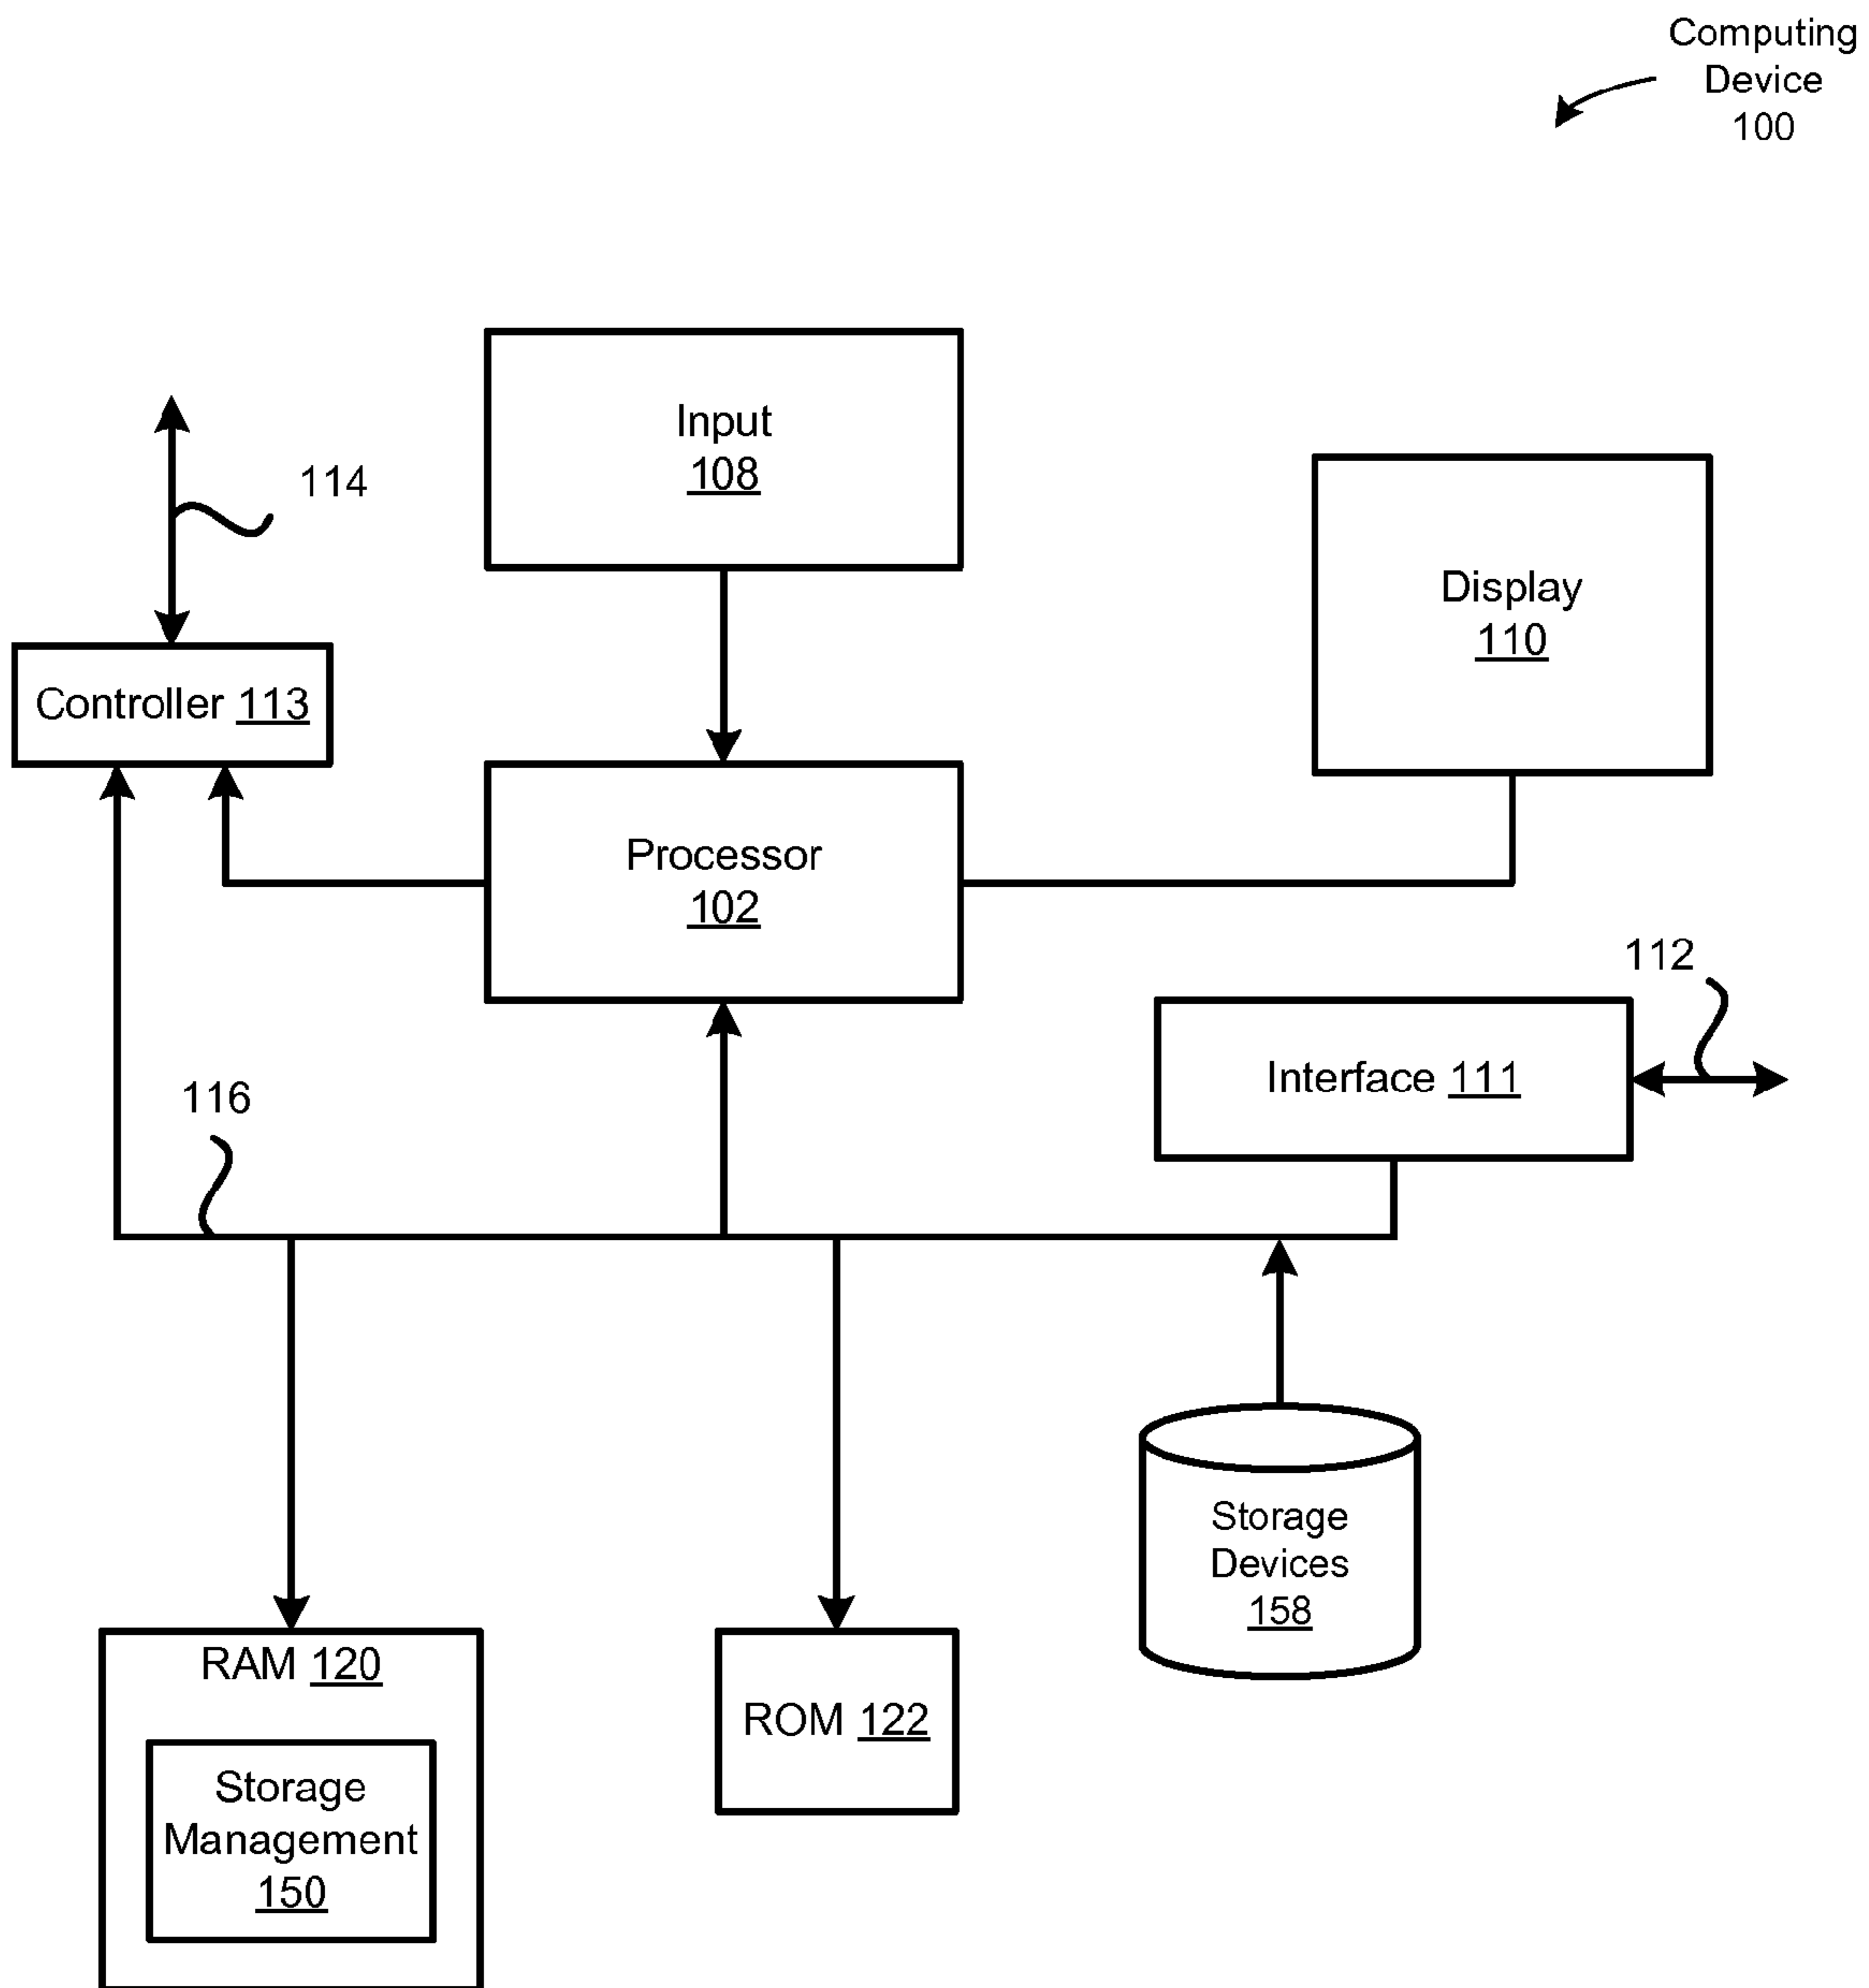 Computing
Device
100
Input
108
114
Display
110
Controller 113
Processor
102
112
Interface 111
116
Storage
Devices
158
RAM 120
ROM 122
Storage
Management
150